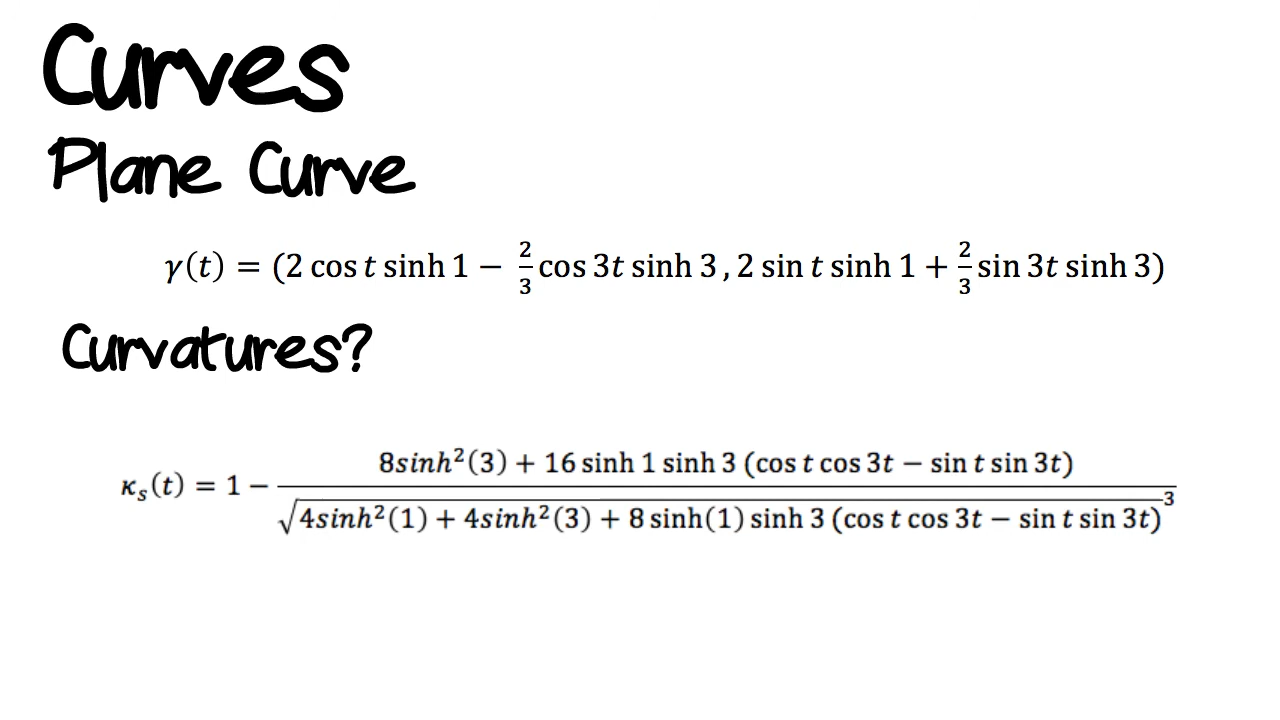 Curves
Plane Curve
γ(t) = (2 cos t sinh 1 − 2/3 cos 3t sinh 3 , 2 sin t sinh 1 + 2/3 sin 3t sinh 3)
Curvatures?
κₛ(t) = 1 − (8sinh²(3) + 16 sinh 1 sinh 3 (cos t cos 3t − sin t sin 3t)) / √(4sinh²(1) + 4sinh²(3) + 8 sinh(1) sinh 3 (cos t cos 3t − sin t sin 3t))³